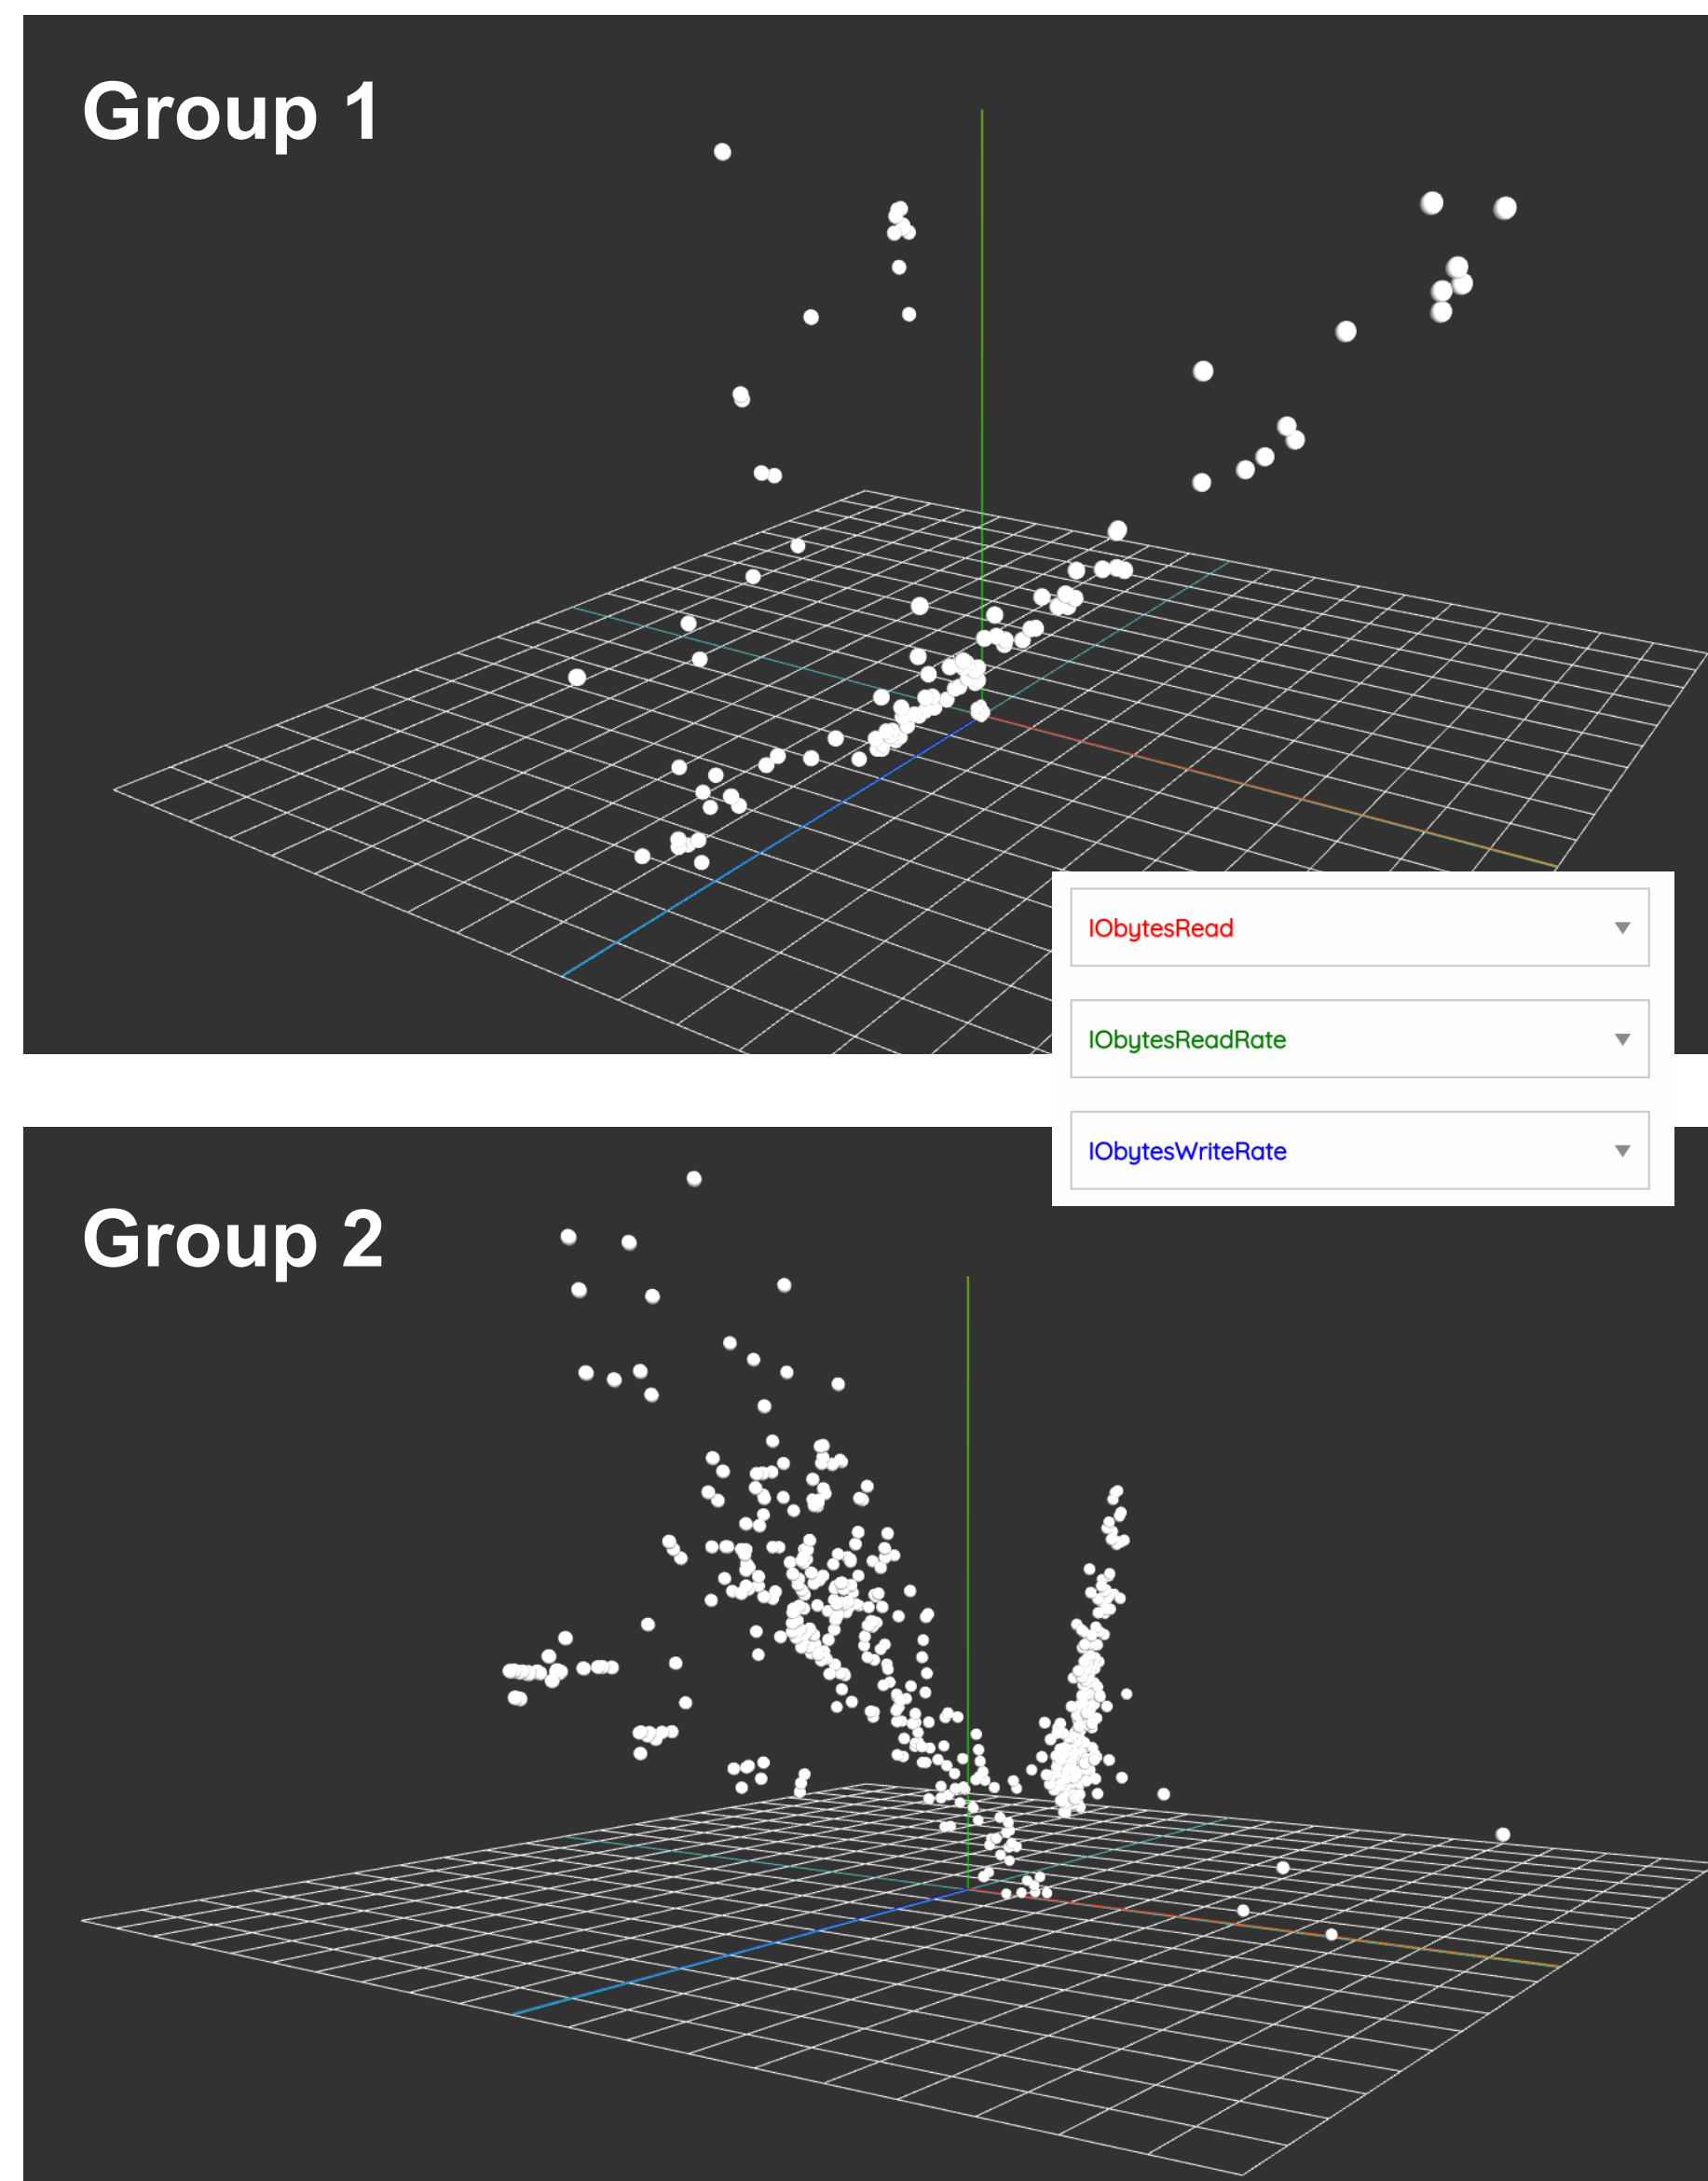 Group 1
IObytesRead
IObytesReadRate
IObytesWriteRate
Group 2